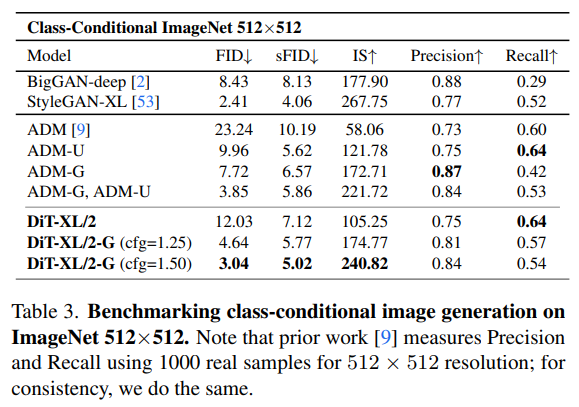 Class-Conditional ImageNet 512×512
Model FID↓ sFID↓ IS↑ Precision↑ Recall↑
BigGAN-deep [2] 8.43 8.13 177.90 0.88 0.29
StyleGAN-XL [53] 2.41 4.06 267.75 0.77 0.52
ADM [9] 23.24 10.19 58.06 0.73 0.60
ADM-U 9.96 5.62 121.78 0.75 0.64
ADM-G 7.72 6.57 172.71 0.87 0.42
ADM-G, ADM-U 3.85 5.86 221.72 0.84 0.53
DiT-XL/2 12.03 7.12 105.25 0.75 0.64
DiT-XL/2-G (cfg=1.25) 4.64 5.77 174.77 0.81 0.57
DiT-XL/2-G (cfg=1.50) 3.04 5.02 240.82 0.84 0.54
Table 3. Benchmarking class-conditional image generation on
ImageNet 512×512. Note that prior work [9] measures Precision
and Recall using 1000 real samples for 512 × 512 resolution; for
consistency, we do the same.